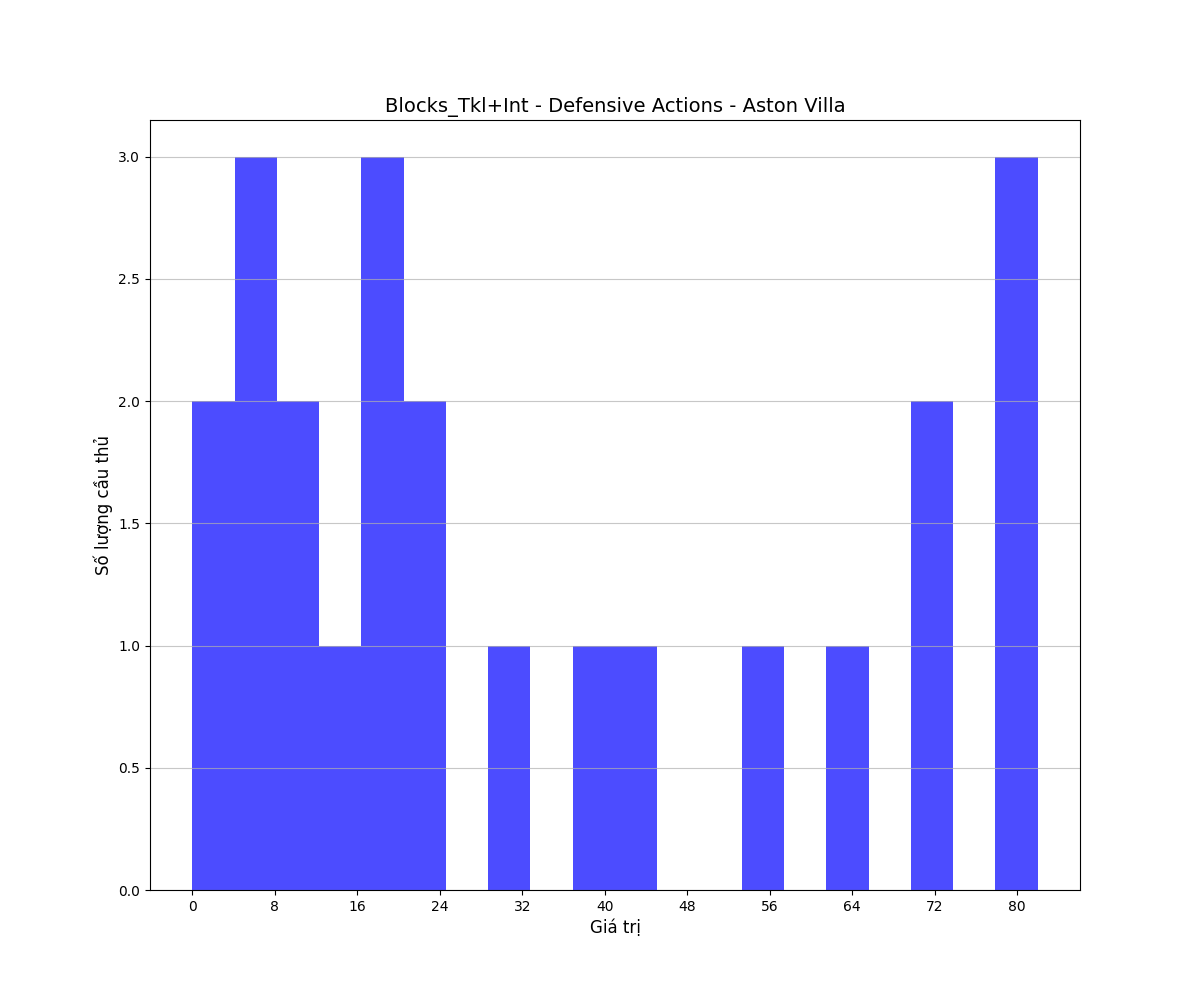 Blocks_Tkl+Int - Defensive Actions - Aston Villa
3.0
2.5
2.0
1.5
1.0
0.5
0.0
Số lượng cầu thủ
0 8 16 24 32 40 48 56 64 72 80
Giá trị